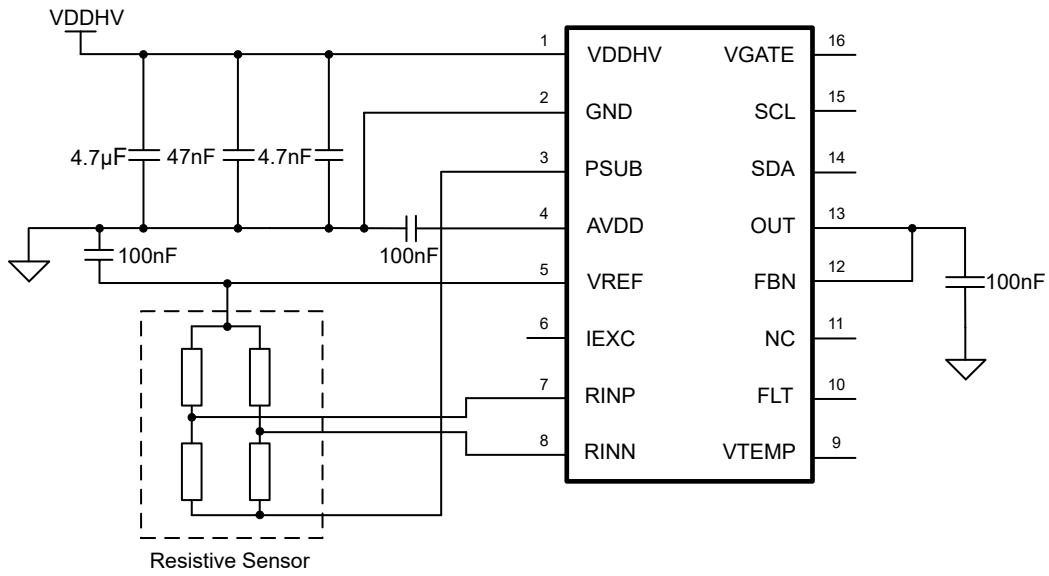 VDDHV
1 VDDHV VGATE 16
2 GND SCL 15
4.7µF 47nF 4.7nF 3 PSUB SDA 14
4 AVDD OUT 13
100nF 100nF
5 VREF FBN 12 100nF
6 IEXC NC 11
7 RINP FLT 10
8 RINN VTEMP 9
Resistive Sensor